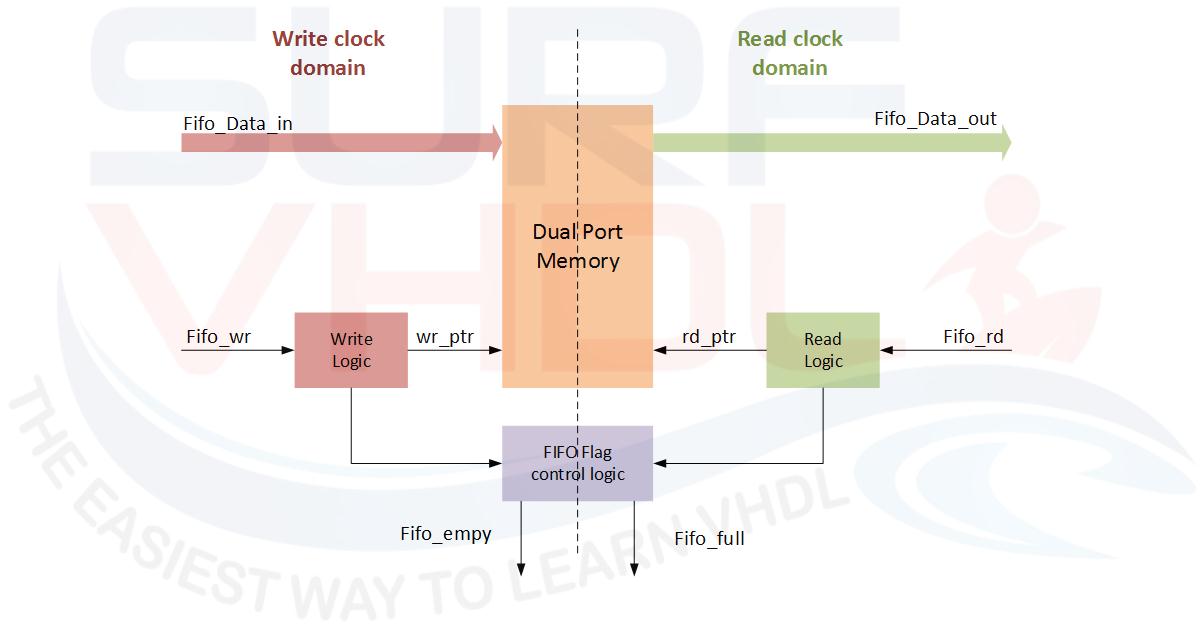 SURF
VHDL
THE EASIEST WAY TO LEARN VHDL
Write clock
domain
Read clock
domain
Fifo_Data_in
Fifo_Data_out
Dual Port
Memory
Fifo_wr
Write
Logic
wr_ptr
rd_ptr
Read
Logic
Fifo_rd
FIFO Flag
control logic
Fifo_empy
Fifo_full